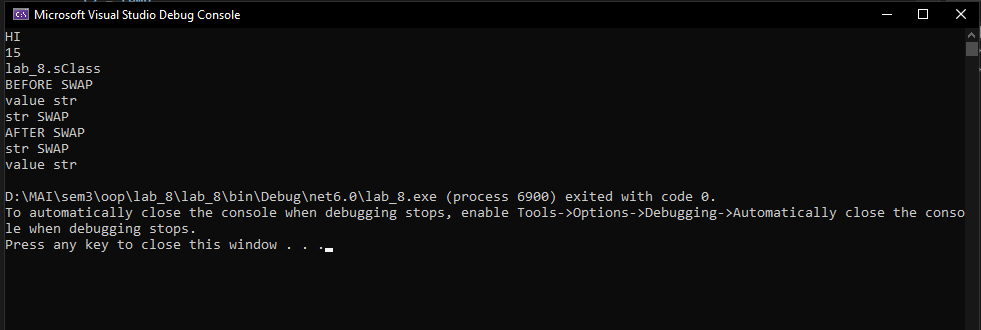 Microsoft Visual Studio Debug Console
HI
15
lab_8.sClass
BEFORE SWAP
value str
str SWAP
AFTER SWAP
str SWAP
value str
D:\MAI\sem3\oop\lab_8\lab_8\bin\Debug\net6.0\lab_8.exe (process 6900) exited with code 0.
To automatically close the console when debugging stops, enable Tools->Options->Debugging->Automatically close the conso
le when debugging stops.
Press any key to close this window . . .